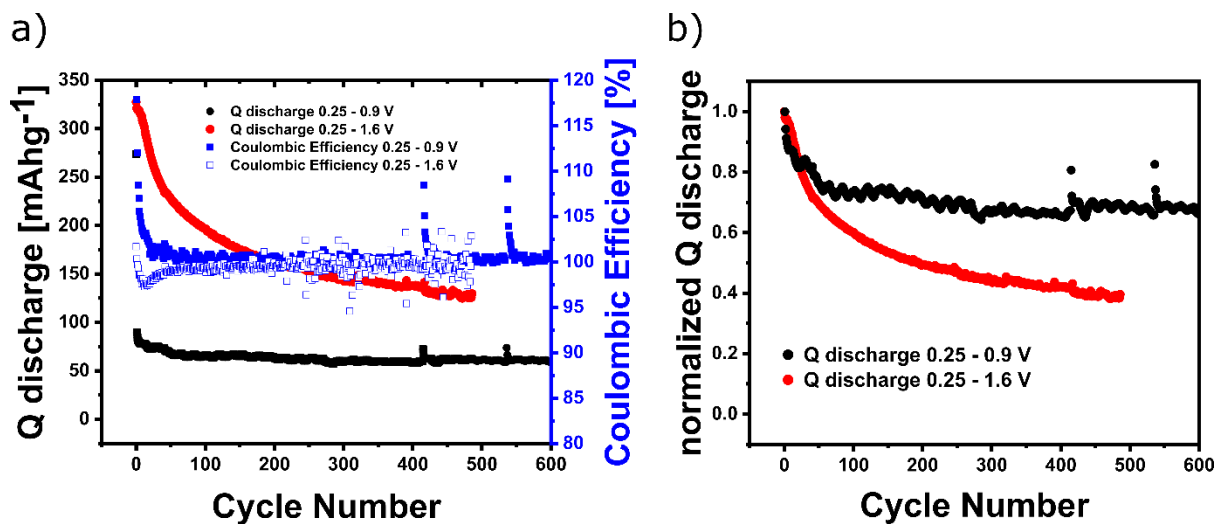 a)
350
300
250
200
150
100
50
0
Q discharge [mAhg-1]
Q discharge 0.25 - 0.9 V
Q discharge 0.25 - 1.6 V
Coulombic Efficiency 0.25 - 0.9 V
Coulombic Efficiency 0.25 - 1.6 V
120
115
110
105
100
95
90
85
80
Coulombic Efficiency [%]
0 100 200 300 400 500 600
Cycle Number
b)
1.0
0.8
0.6
0.4
0.2
0.0
normalized Q discharge
Q discharge 0.25 - 0.9 V
Q discharge 0.25 - 1.6 V
0 100 200 300 400 500 600
Cycle Number